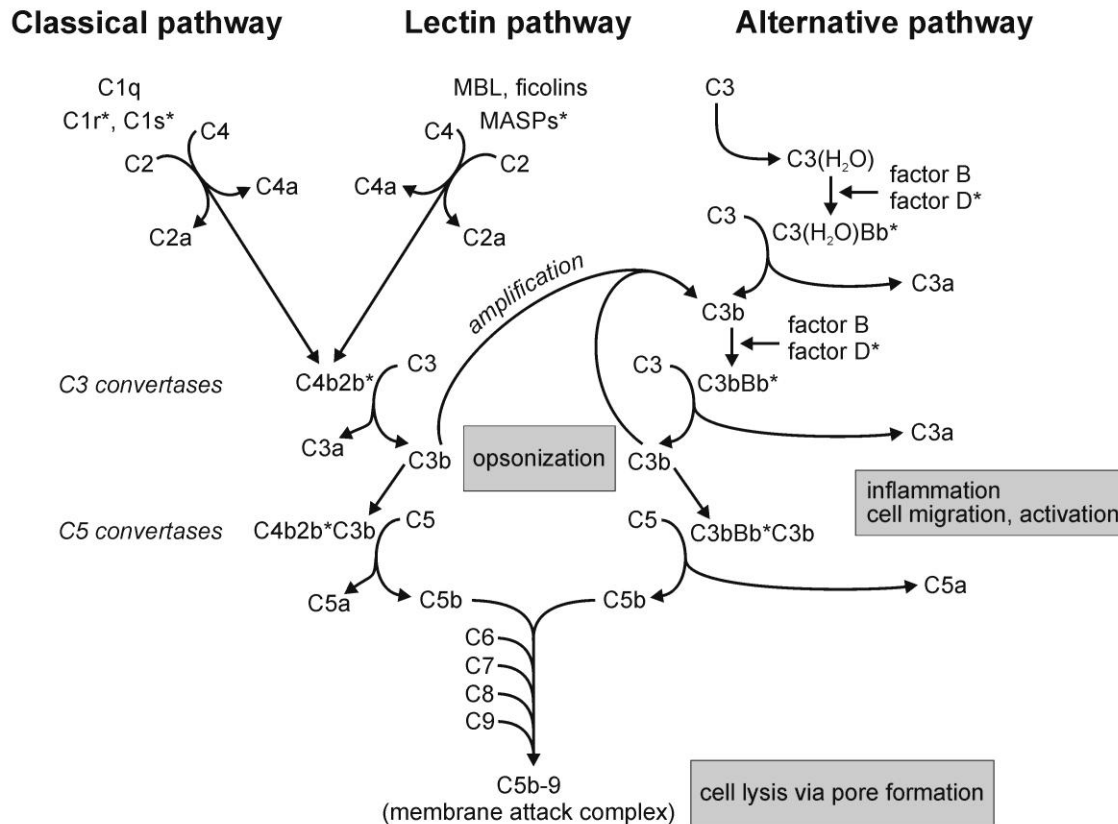 Classical pathway
Lectin pathway
Alternative pathway
C1q
C1r*, C1s*
C4
C2
C4a
C2a
MBL, ficolins
MASPs*
C4
C2
C4a
C2a
C3
C3(H₂O)
factor B
factor D*
C3
C3(H₂O)Bb*
C3a
amplification
C3b
factor B
factor D*
C3 convertases
C4b2b*
C3
C3
C3bBb*
C3a
C3b
opsonization
C3b
C3a
inflammation
cell migration, activation
C5 convertases
C4b2b*C3b
C5
C5
C3bBb*C3b
C5a
C5b
C5b
C5a
C6
C7
C8
C9
C5b-9
(membrane attack complex)
cell lysis via pore formation